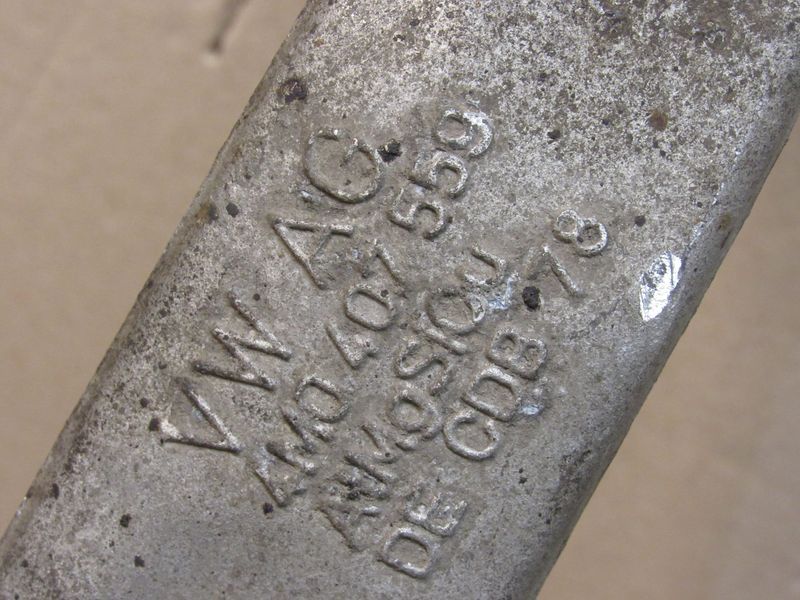 VW AG
4M0 407 559
AlMgSiCu
DE CDB 78